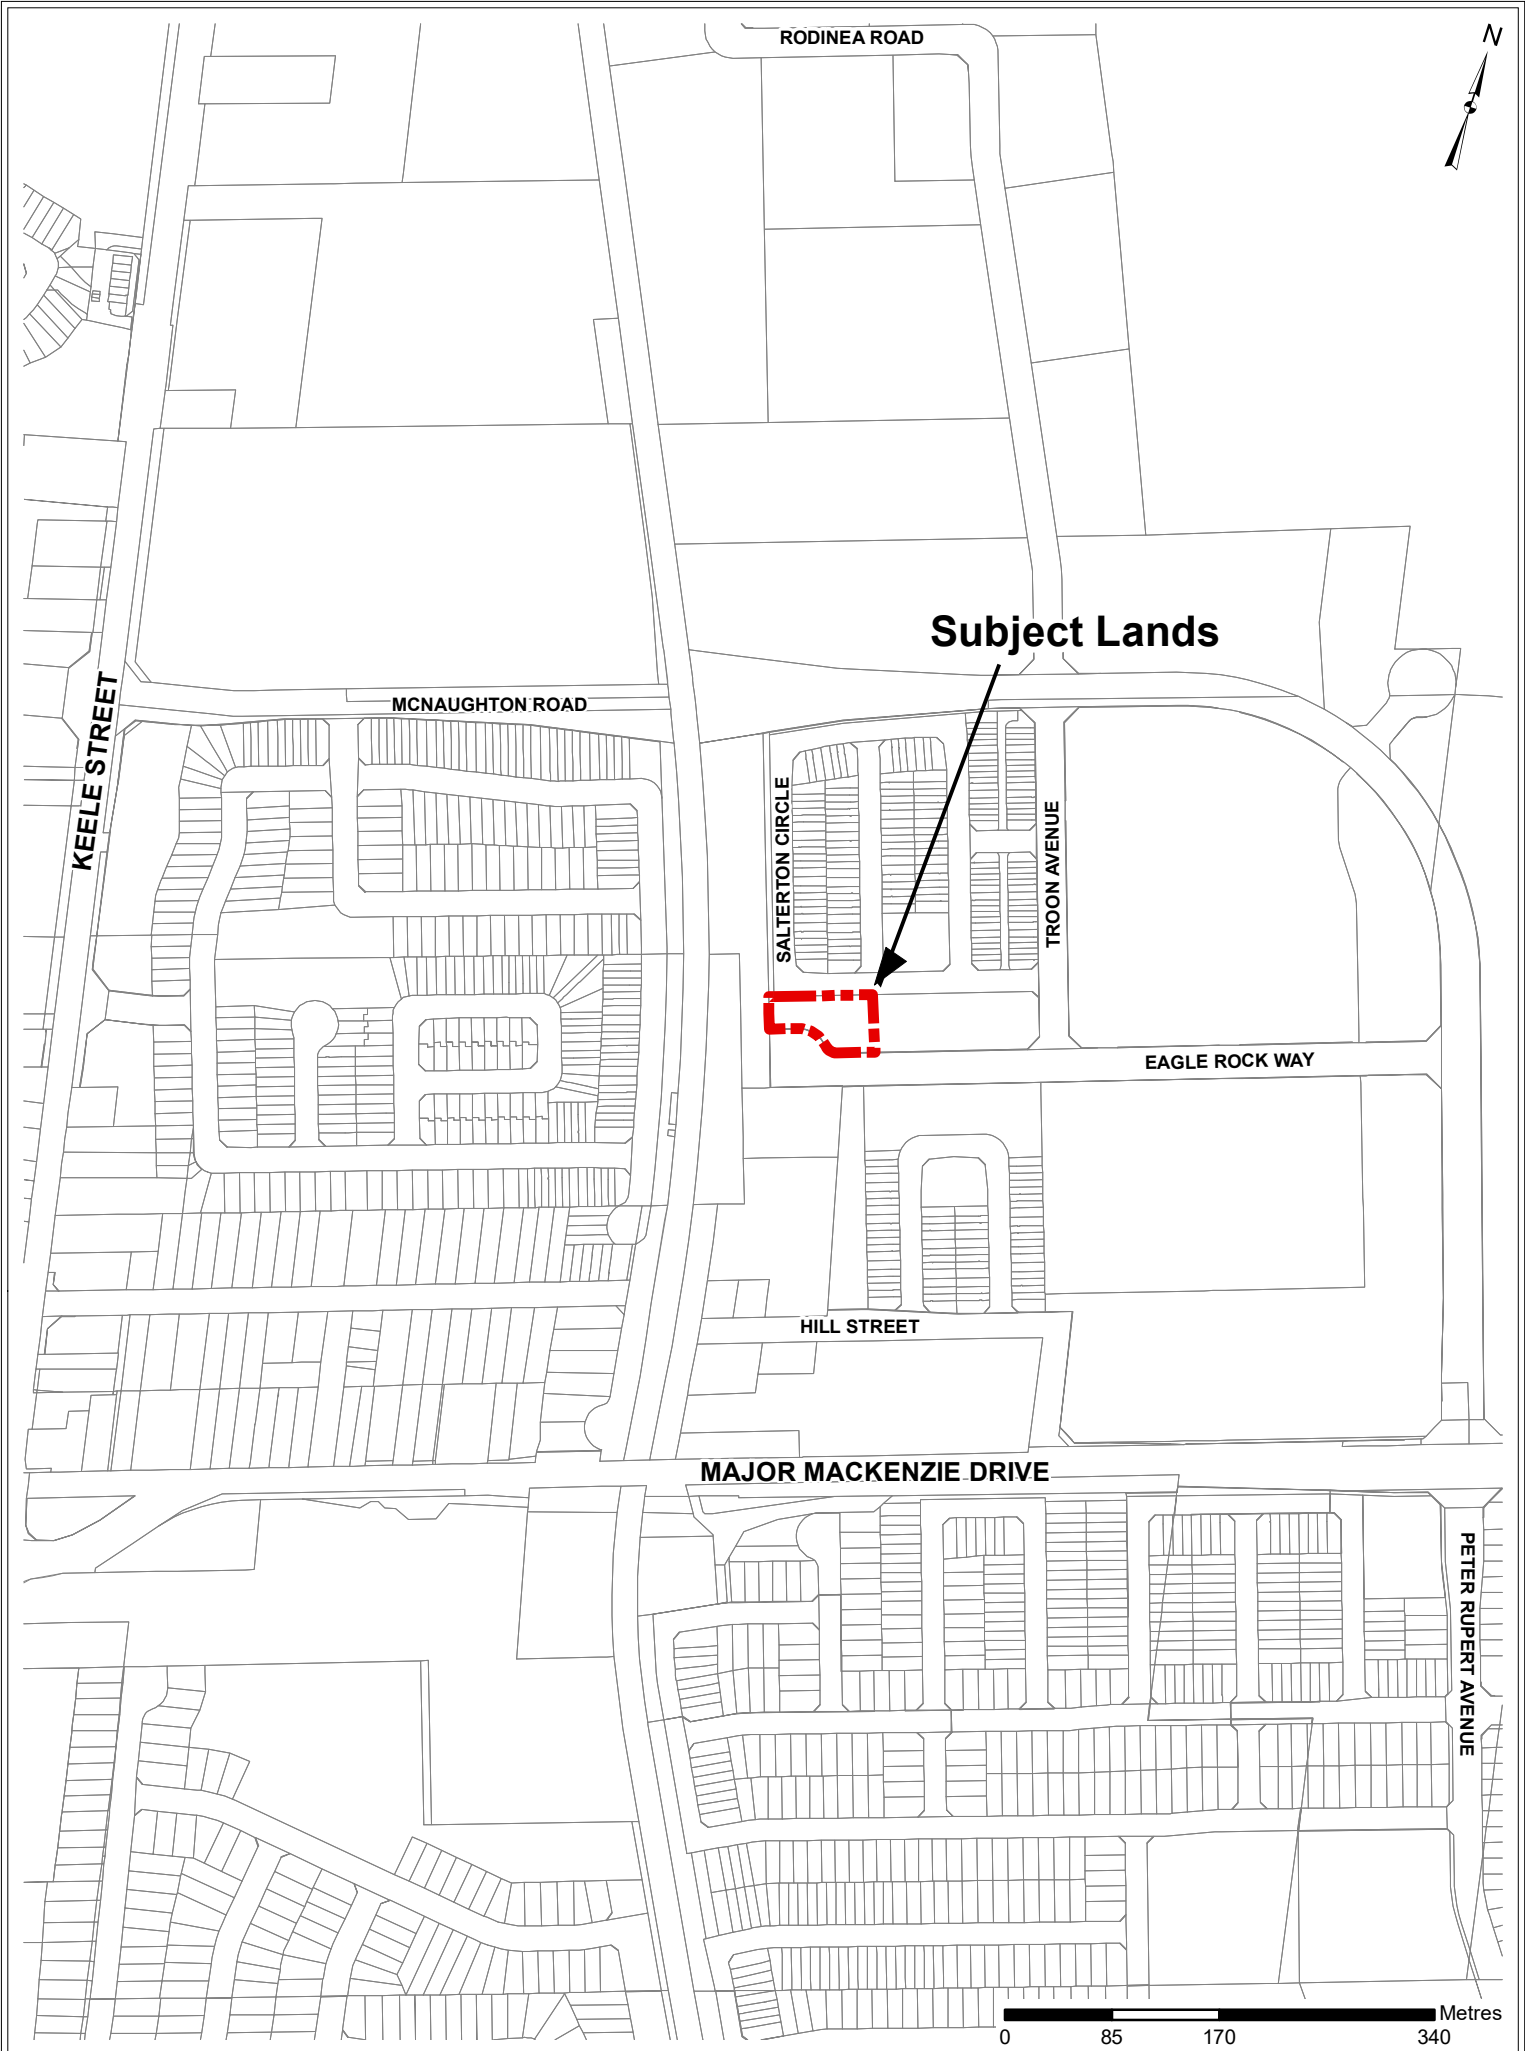 RODINEA ROAD
N
Subject Lands
MCNAUGHTON ROAD
KEELE STREET
SALTERTON CIRCLE
TROON AVENUE
EAGLE ROCK WAY
HILL STREET
MAJOR MACKENZIE DRIVE
PETER RUPERT AVENUE
Metres
0 85 170 340